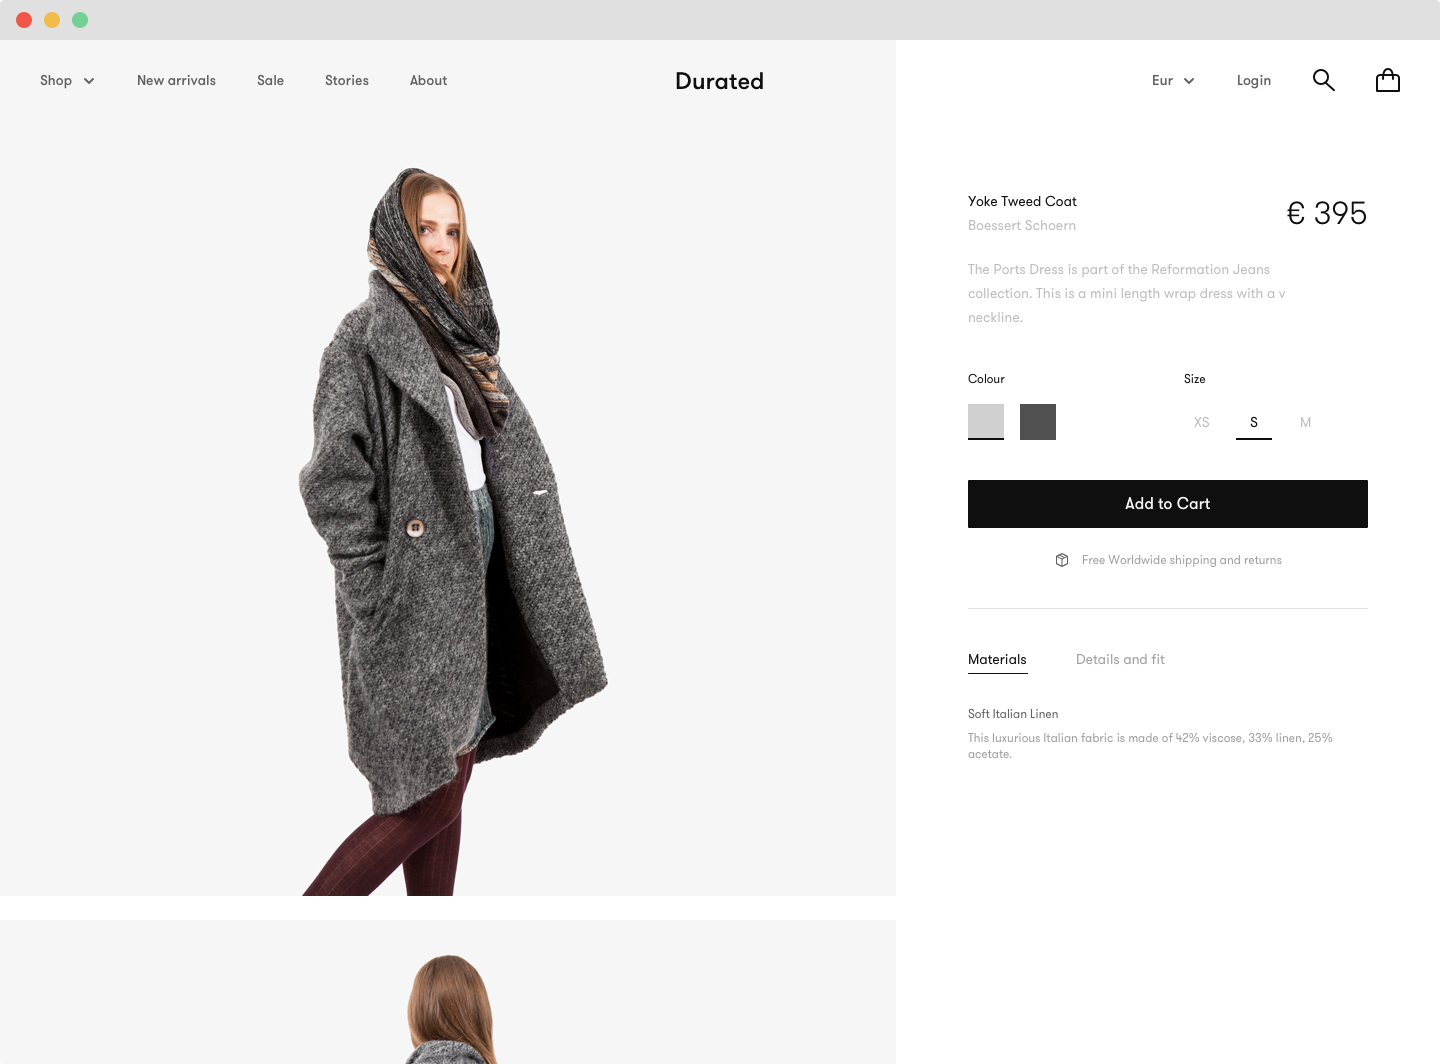 Shop
New arrivals
Sale
Stories
About
Durated
Eur
Login
Yoke Tweed Coat
€ 395
Boessert Schoern
The Ports Dress is part of the Reformation Jeans
collection. This is a mini length wrap dress with a v
neckline.
Colour
Size
XS
S
M
Add to Cart
Free Worldwide shipping and returns
Materials
Details and fit
Soft Italian Linen
This luxurious Italian fabric is made of 42% viscose, 33% linen, 25%
acetate.